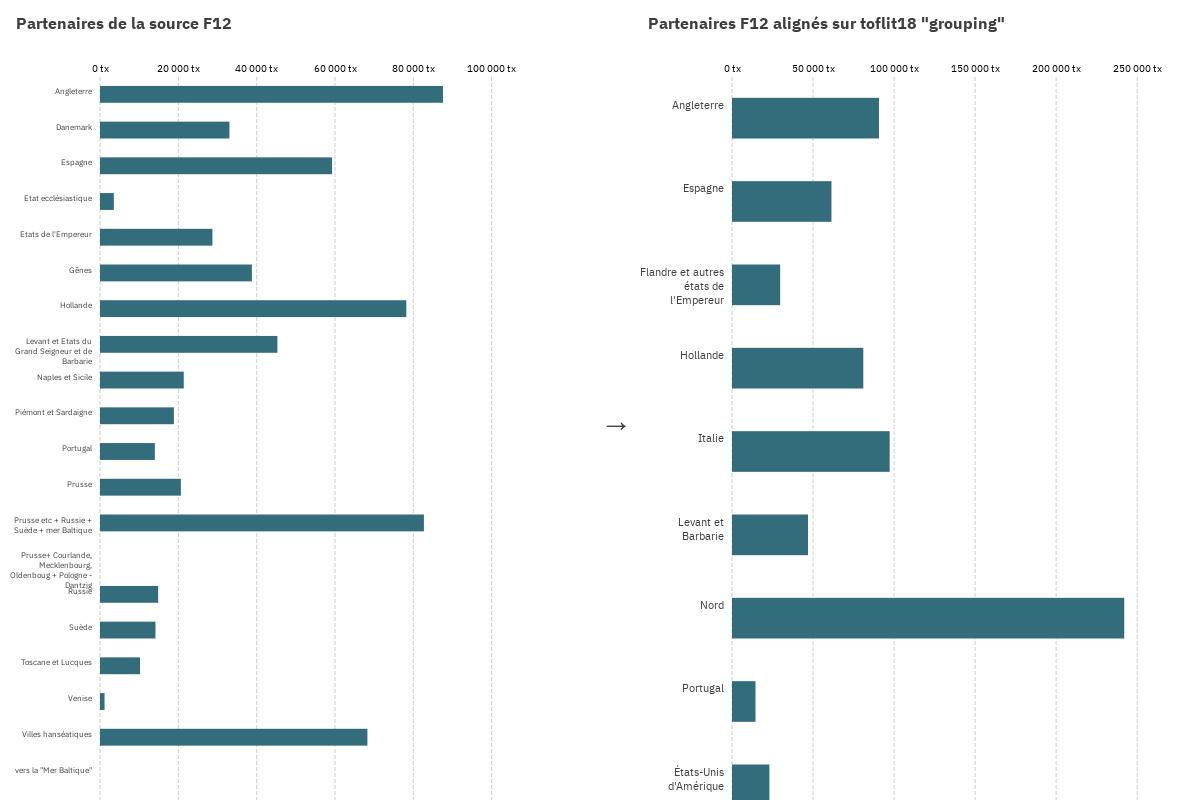 Partenaires de la source F12
0 tx 20 000 tx 40 000 tx 60 000 tx 80 000 tx 100 000 tx
Angleterre
Danemark
Espagne
Etat ecclésiastique
Etats de l'Empereur
Gênes
Hollande
Levant et Etats du
Grand Seigneur et de
Barbarie
Naples et Sicile
Piémont et Sardaigne
Portugal
Prusse
Prusse etc + Russie +
Suède + mer Baltique
Prusse+ Courlande,
Mecklenbourg,
Oldenboug + Pologne -
Dantzig
Russie
Suède
Toscane et Lucques
Venise
Villes hanséatiques
vers la "Mer Baltique"
→
Partenaires F12 alignés sur toflit18 "grouping"
0 tx 50 000 tx 100 000 tx 150 000 tx 200 000 tx 250 000 tx
Angleterre
Espagne
Flandre et autres
états de
l'Empereur
Hollande
Italie
Levant et
Barbarie
Nord
Portugal
États-Unis
d'Amérique